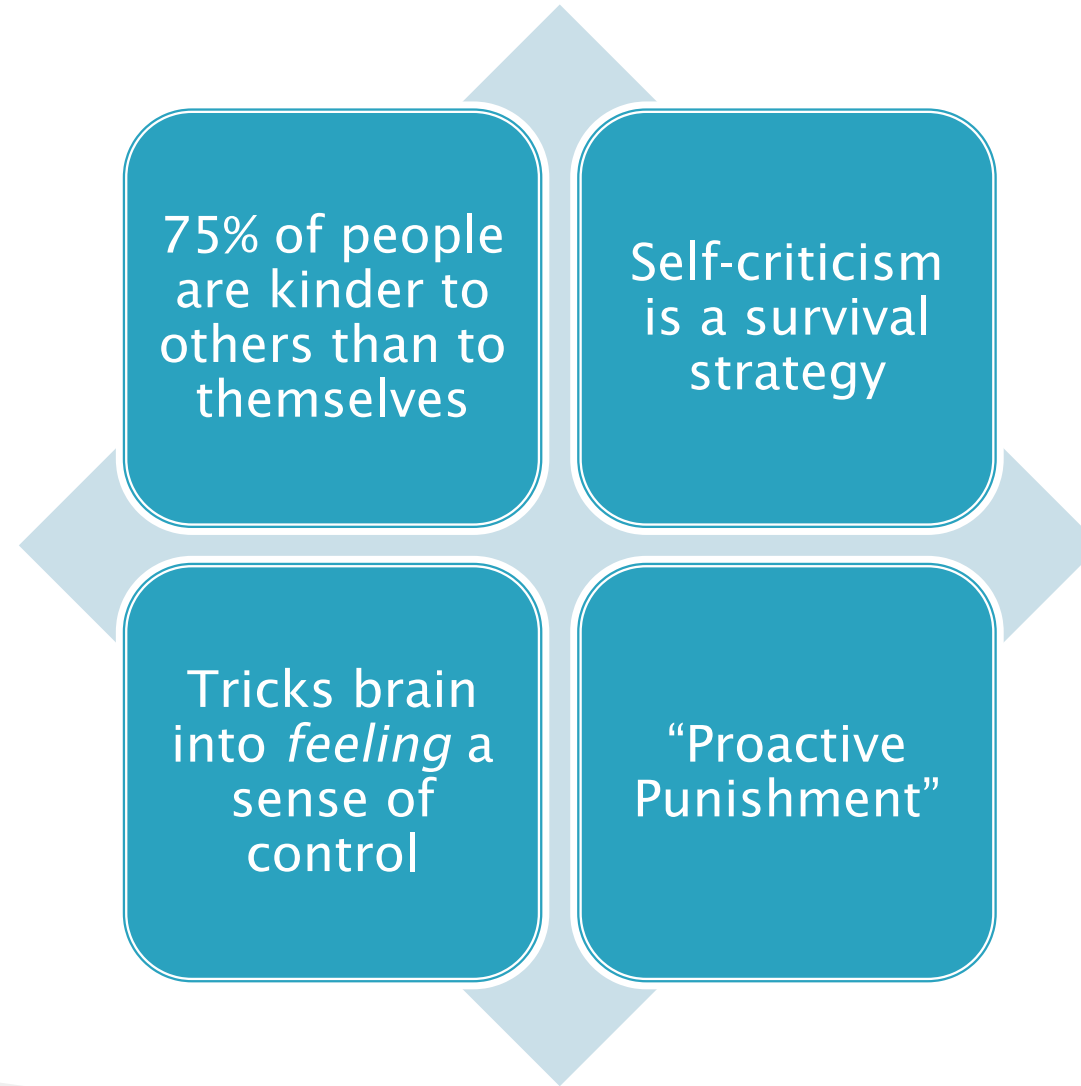 75% of people
are kinder to
others than to
themselves
Self-criticism
is a survival
strategy
Tricks brain
into feeling a
sense of
control
“Proactive
Punishment”